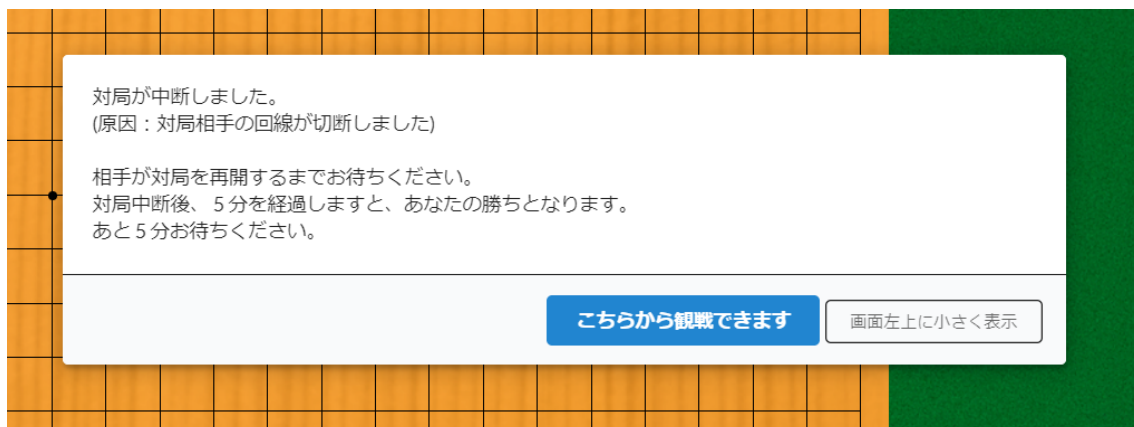 対局が中断しました。
(原因：対局相手の回線が切断しました)
相手が対局を再開するまでお待ちください。
対局中断後、５分を経過しますと、あなたの勝ちとなります。
あと５分お待ちください。
こちらから観戦できます
画面左上に小さく表示